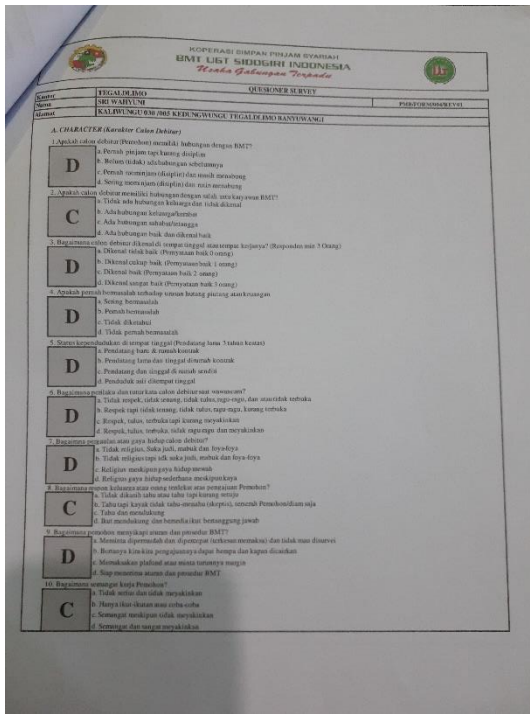 KOPERASI SIMPAN PINJAM SYARIAH
BMT UGT SIDOGIRI INDONESIA
Usaha Gabungan Terpadu
QUESIONER SURVEY
Kantor TEGALDLIMO
Nama SRI WAHYUNI
Alamat KALIWUNGU 030 /005 KEDUNGWUNGU TEGALDLIMO BANYUWANGI
A. CHARACTER (Karakter Calon Debitur)
1. Apakah calon debitur (Pemohon) memiliki hubungan dengan BMT?
D
a. Pernah pinjam tapi kurang disiplin
b. Belum (tidak) ada hubungan sebelumnya
c. Pernah meminjam (disiplin) dan masih menabung
d. Sering meminjam (disiplin) dan rutin menabung
2. Apakah calon debitur memiliki hubungan dengan salah satu karyawan BMT?
C
a. Tidak ada hubungan keluarga dan tidak dikenal
b. Ada hubungan keluarga/kerabat
c. Ada hubungan sahabat/tetangga
d. Ada hubungan baik dan dikenal baik
3. Bagaimana calon debitur dikenal di tempat tinggal atau tempat kerjanya? (Responden min 3 Orang)
D
a. Dikenal tidak baik (Pernyataan baik 0 orang)
b. Dikenal cukup baik (Pernyataan baik 1 orang)
c. Dikenal baik (Pernyataan baik 2 orang)
d. Dikenal sangat baik (Pernyataan baik 3 orang)
4. Apakah pernah bermasalah terhadap urusan hutang piutang atau keuangan
D
a. Sering bermasalah
b. Pernah bermasalah
c. Tidak diketahui
d. Tidak pernah bermasalah
5. Status kependudukan di tempat tinggal (Pendatang lama 3 tahun keatas)
D
a. Pendatang baru & rumah kontrak
b. Pendatang lama dan tinggal dirumah kontrak
c. Pendatang dan tinggal di rumah sendiri
d. Penduduk asli ditempat tinggal
6. Bagaimana perilaku dan tutur kata calon debitur saat wawancara?
D
a. Tidak respek, tidak tenang, tidak tulus, ragu-ragu, dan atau tidak terbuka
b. Respek tapi tidak tenang, tidak tulus, ragu-ragu, kurang terbuka
c. Respek, tulus, terbuka tapi kurang meyakinkan
d. Respek, tulus, terbuka, tidak ragu-ragu dan meyakinkan
7. Bagaimana pergaulan atau gaya hidup calon debitur?
D
a. Tidak religius, Suka judi, mabuk dan foya-foya
b. Tidak religius tapi tdk suka judi, mabuk dan foya-foya
c. Religius meskipun gaya hidup mewah
d. Religius gaya hidup sederhana meskipun kaya
8. Bagaimana respon keluarga atau orang terdekat atas pengajuan Pemohon?
C
a. Tidak dikasih tahu atau tahu tapi kurang setuju
b. Tahu tapi kayak tidak tahu-menahu (skeptis), senyum Pemohon/diam saja
c. Tahu dan mendukung
d. Ikut mendukung dan bersedia ikut bertanggung jawab
9. Bagaimana pemohon menyikapi aturan dan prosedur BMT?
D
a. Meminta dipermudah dan dipercepat (terkesan memaksa) dan tidak mau disurvei
b. Bertanya kira-kira pengajuannya dapat berapa dan kapan dicairkan
c. Memaksakan plafond atau minta turunnya margin
d. Siap menerima aturan dan prosedur BMT
10. Bagaimana semangat kerja Pemohon?
C
a. Tidak serius dan tidak meyakinkan
b. Hanya ikut-ikutan atau coba-coba
c. Semangat meskipun tidak meyakinkan
d. Semangat dan sangat meyakinkan